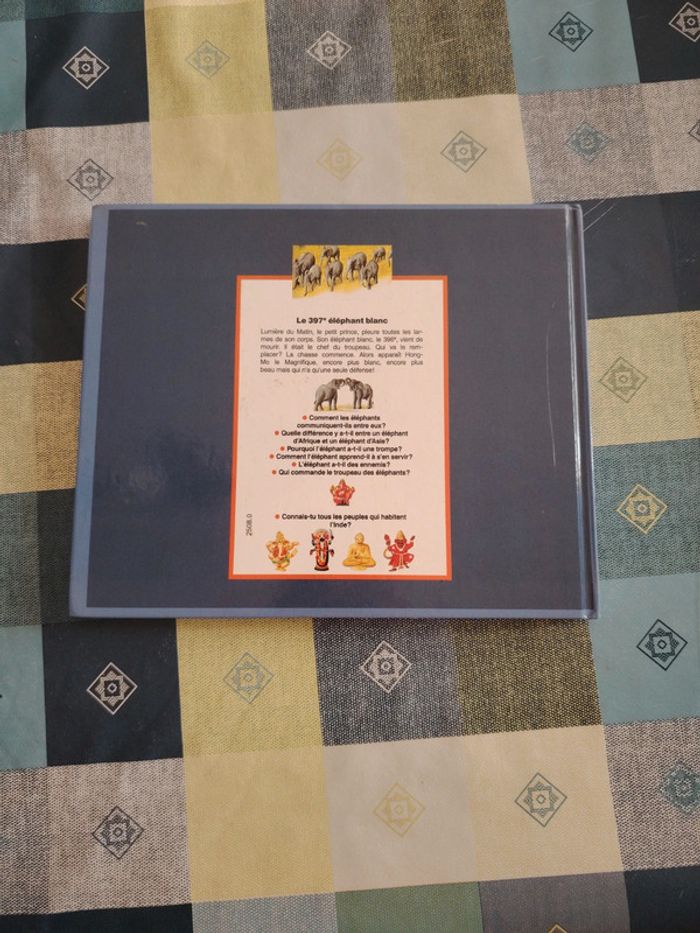 Le 397e éléphant blanc
Lumière du Matin, le petit prince, pleure toutes les lar-
mes de son corps. Son éléphant blanc, le 396e, vient de
mourir. Il était le chef du troupeau. Qui va le rem-
placer? La chasse commence. Alors apparaît Hong-
Mo le Magnifique, encore plus blanc, encore plus
beau mais qui n'a qu'une seule défense!
● Comment les éléphants
communiquent-ils entre eux?
● Quelle différence y a-t-il entre un éléphant
d'Afrique et un éléphant d'Asie?
● Pourquoi l'éléphant a-t-il une trompe?
● Comment l'éléphant apprend-il à s'en servir?
● L'éléphant a-t-il des ennemis?
● Qui commande le troupeau des éléphants?
● Connais-tu tous les peuples qui habitent
l'Inde?
2508.0